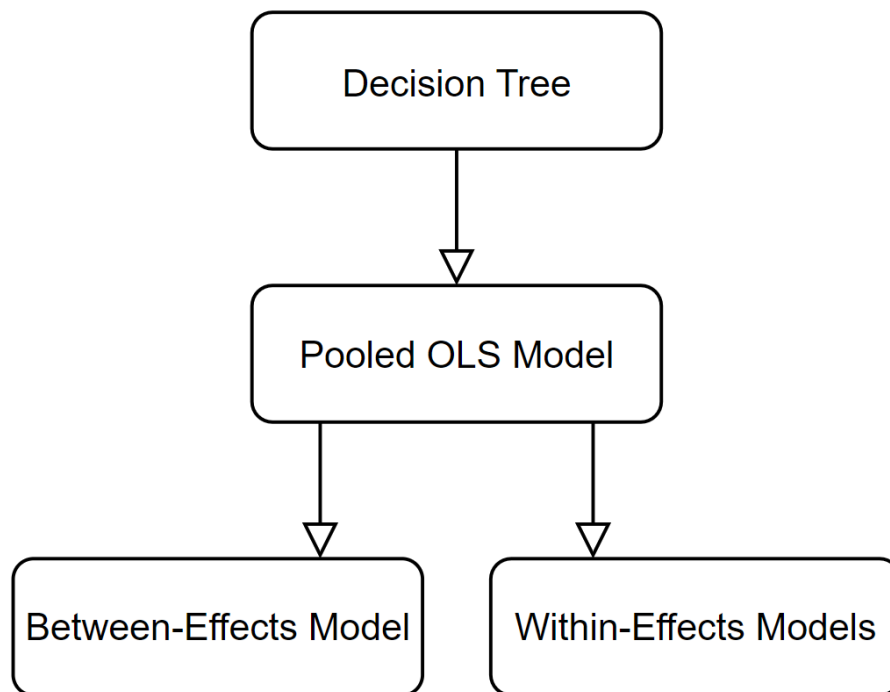 Decision Tree
Pooled OLS Model
Between-Effects Model
Within-Effects Models